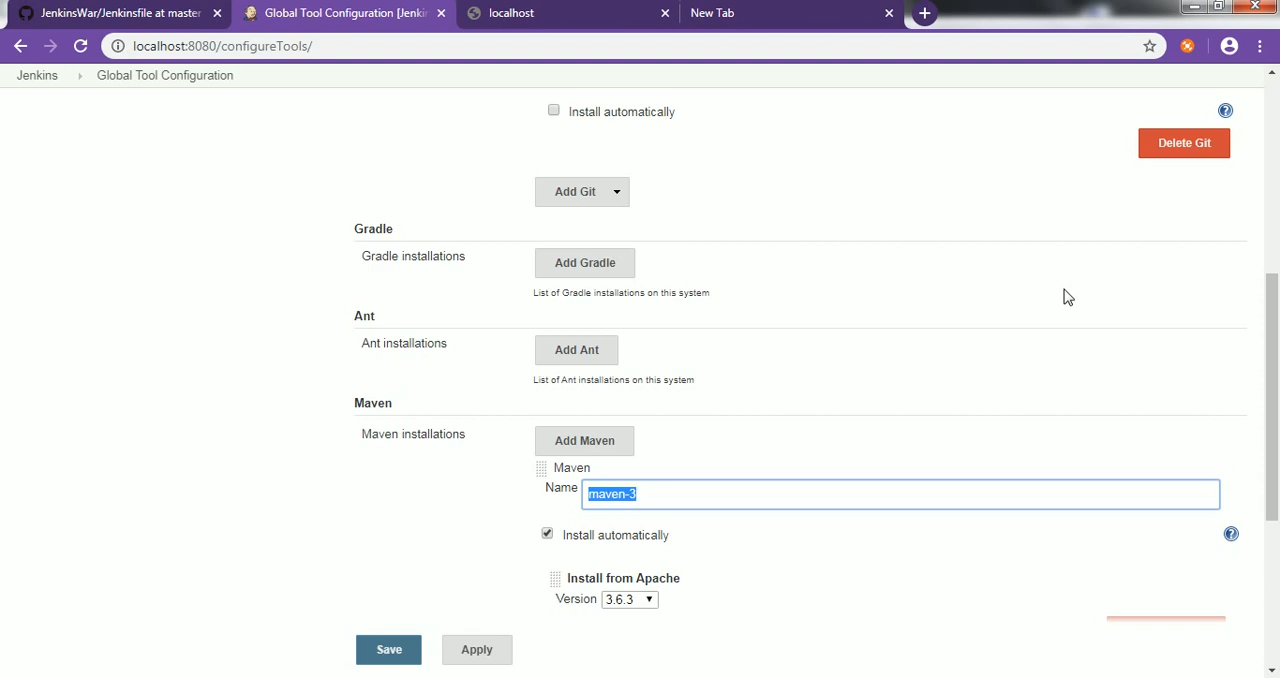 JenkinsWar/Jenkinsfile at master
Global Tool Configuration [Jenki
localhost
New Tab
localhost:8080/configureTools/
Jenkins
Global Tool Configuration
Install automatically
Delete Git
Add Git
Gradle
Gradle installations
Add Gradle
List of Gradle installations on this system
Ant
Ant installations
Add Ant
List of Ant installations on this system
Maven
Maven installations
Add Maven
Maven
Name
maven-3
Install automatically
Install from Apache
Version 3.6.3
Save
Apply